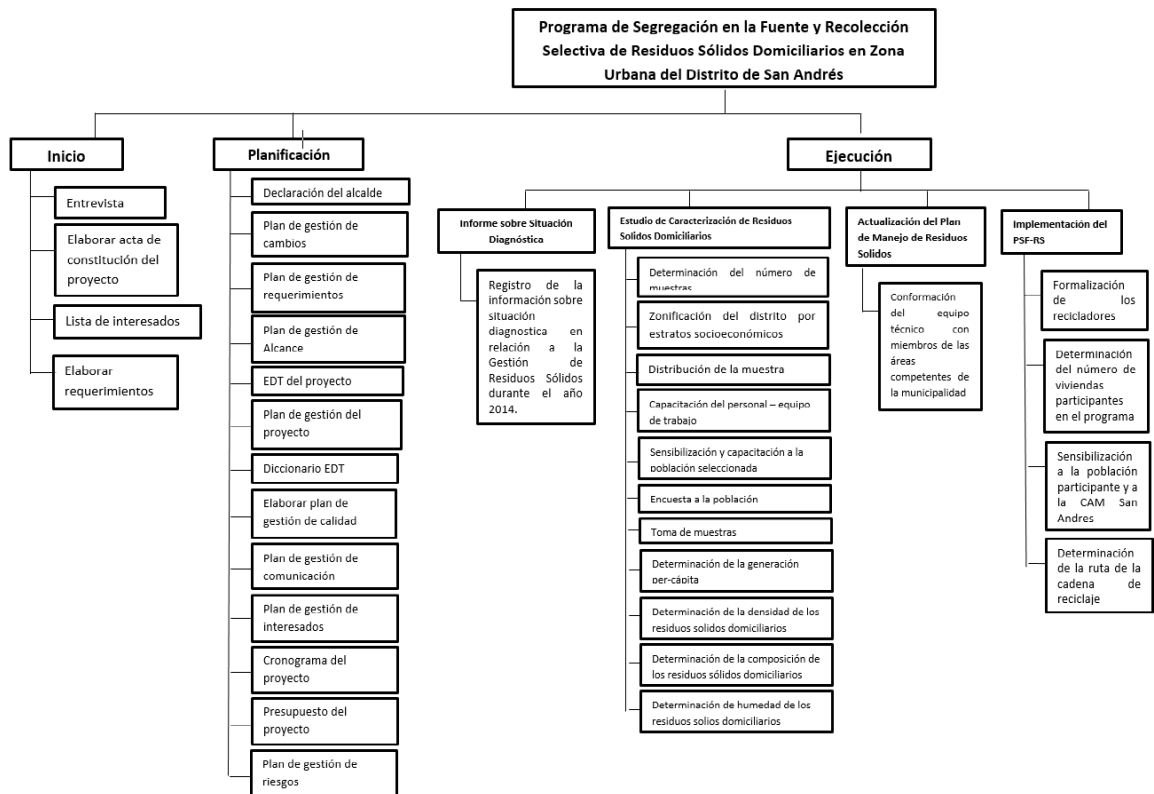 Programa de Segregación en la Fuente y Recolección
Selectiva de Residuos Sólidos Domiciliarios en Zona
Urbana del Distrito de San Andrés
Inicio
Entrevista
Elaborar acta de
constitución del
proyecto
Lista de interesados
Elaborar
requerimientos
Planificación
Declaración del alcalde
Plan de gestión de
cambios
Plan de gestión de
requerimientos
Plan de gestión de
Alcance
EDT del proyecto
Plan de gestión del
proyecto
Diccionario EDT
Elaborar plan de
gestión de calidad
Plan de gestión de
comunicación
Plan de gestión de
interesados
Cronograma del
proyecto
Presupuesto del
proyecto
Plan de gestión de
riesgos
Ejecución
Informe sobre Situación
Diagnóstica
Registro de la
información sobre
situación
diagnostica en
relación a la
Gestión de
Residuos Sólidos
durante el año
2014.
Estudio de Caracterización de Residuos
Solidos Domiciliarios
Determinación del número de
muestras
Zonificación del distrito por
estratos socioeconómicos
Distribución de la muestra
Capacitación del personal – equipo
de trabajo
Sensibilización y capacitación a la
población seleccionada
Encuesta a la población
Toma de muestras
Determinación de la generación
per-cápita
Determinación de la densidad de los
residuos solidos domiciliarios
Determinación de la composición de
los residuos sólidos domiciliarios
Determinación de humedad de los
residuos solios domiciliarios
Actualización del Plan
de Manejo de Residuos
Solidos
Conformación
del equipo
técnico con
miembros de las
áreas
competentes de
la municipalidad
Implementación del
PSF-RS
Formalización
de los
recicladores
Determinación
del número de
viviendas
participantes
en el programa
Sensibilización
a la población
participante y a
la CAM San
Andres
Determinación
de la ruta de la
cadena de
reciclaje